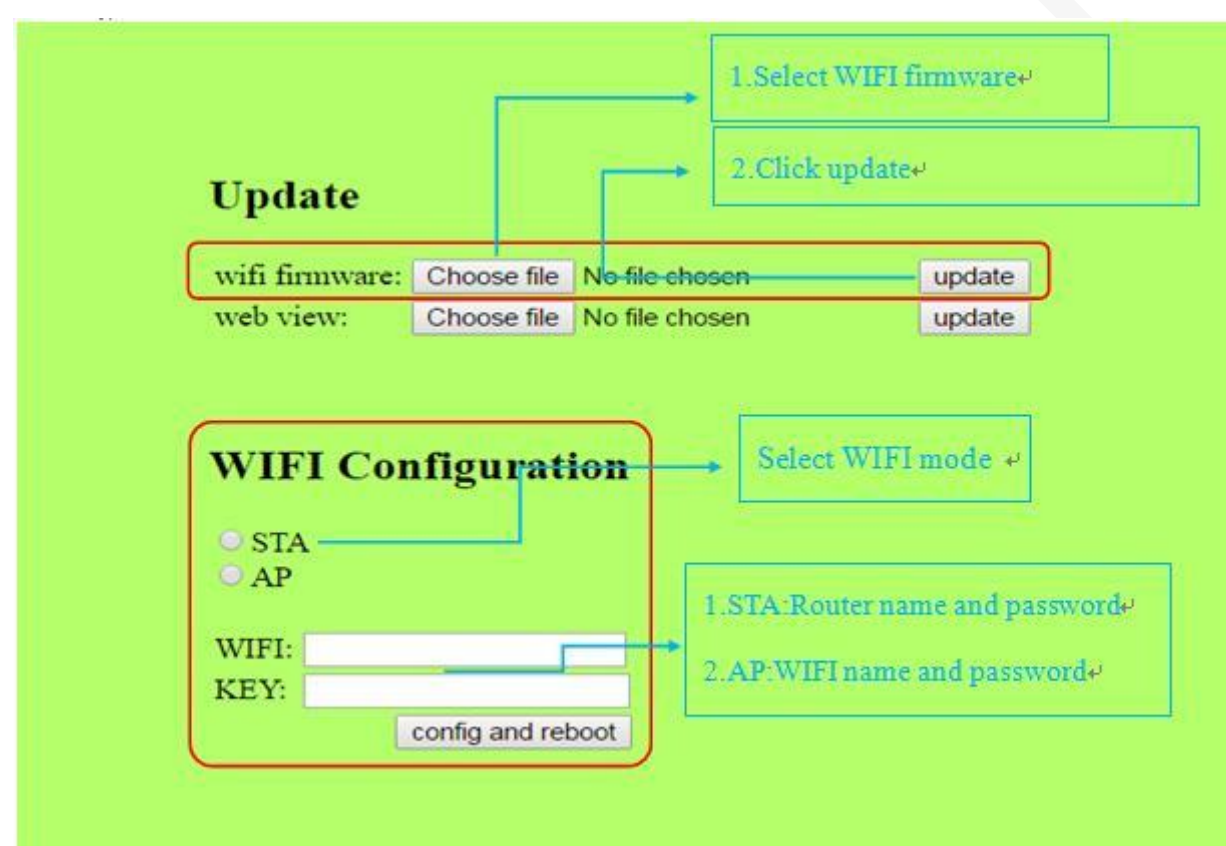 1.Select WIFI firmware↵
2.Click update↵
Update
wifi firmware: Choose file No file chosen update
web view: Choose file No file chosen update
WIFI Configuration
Select WIFI mode ↵
STA
AP
1.STA:Router name and password↵
WIFI:
2.AP:WIFI name and password↵
KEY:
config and reboot